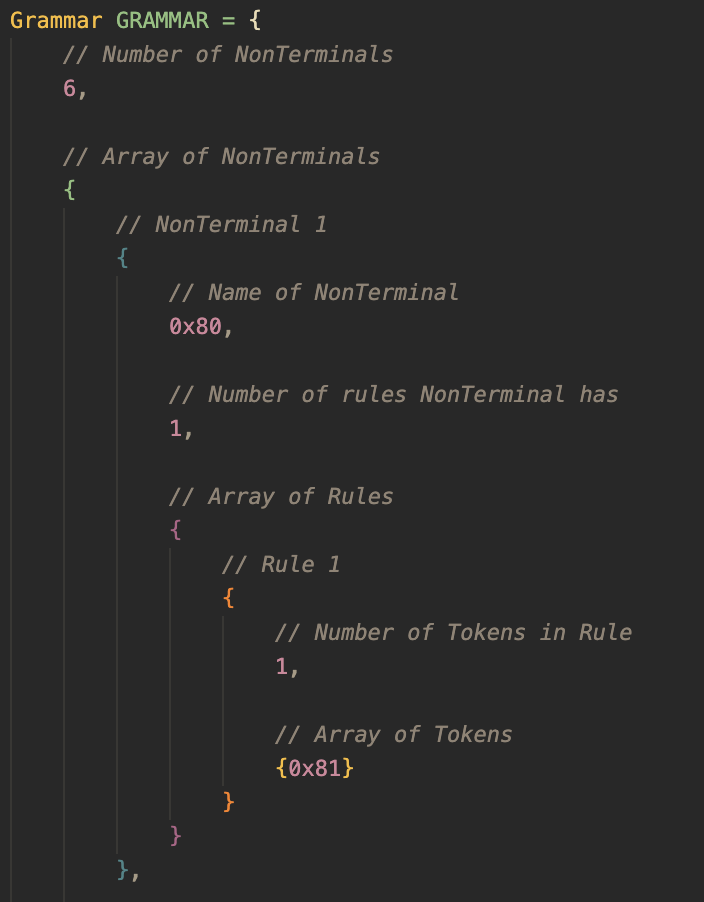 Grammar GRAMMAR = {
// Number of NonTerminals
6,
// Array of NonTerminals
{
// NonTerminal 1
{
// Name of NonTerminal
0x80,
// Number of rules NonTerminal has
1,
// Array of Rules
{
// Rule 1
{
// Number of Tokens in Rule
1,
// Array of Tokens
{0x81}
}
}
},